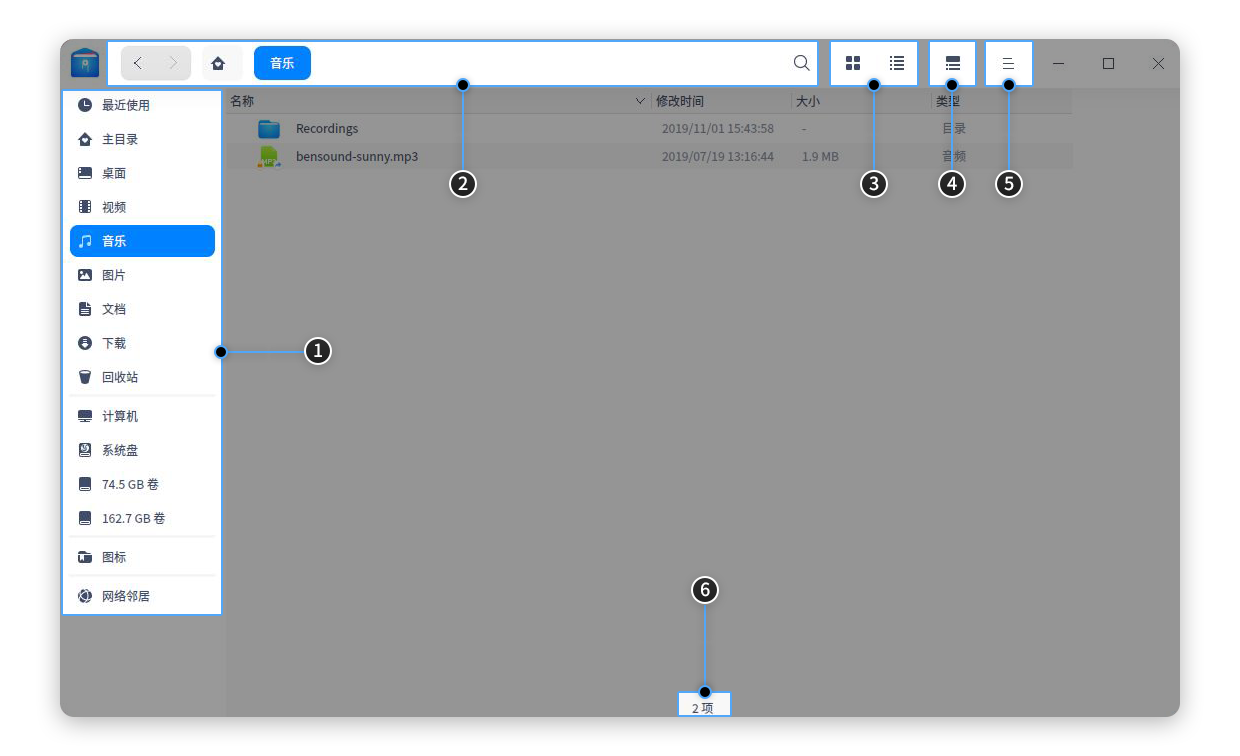 音乐
最近使用
主目录
桌面
视频
音乐
图片
文档
下载
回收站
计算机
系统盘
74.5 GB 卷
162.7 GB 卷
图标
网络邻居
名称 修改时间 大小 类型
Recordings 2019/11/01 15:43:58 - 目录
bensound-sunny.mp3 2019/07/19 13:16:44 1.9 MB 音频
2
3
4
5
1
6
2 项